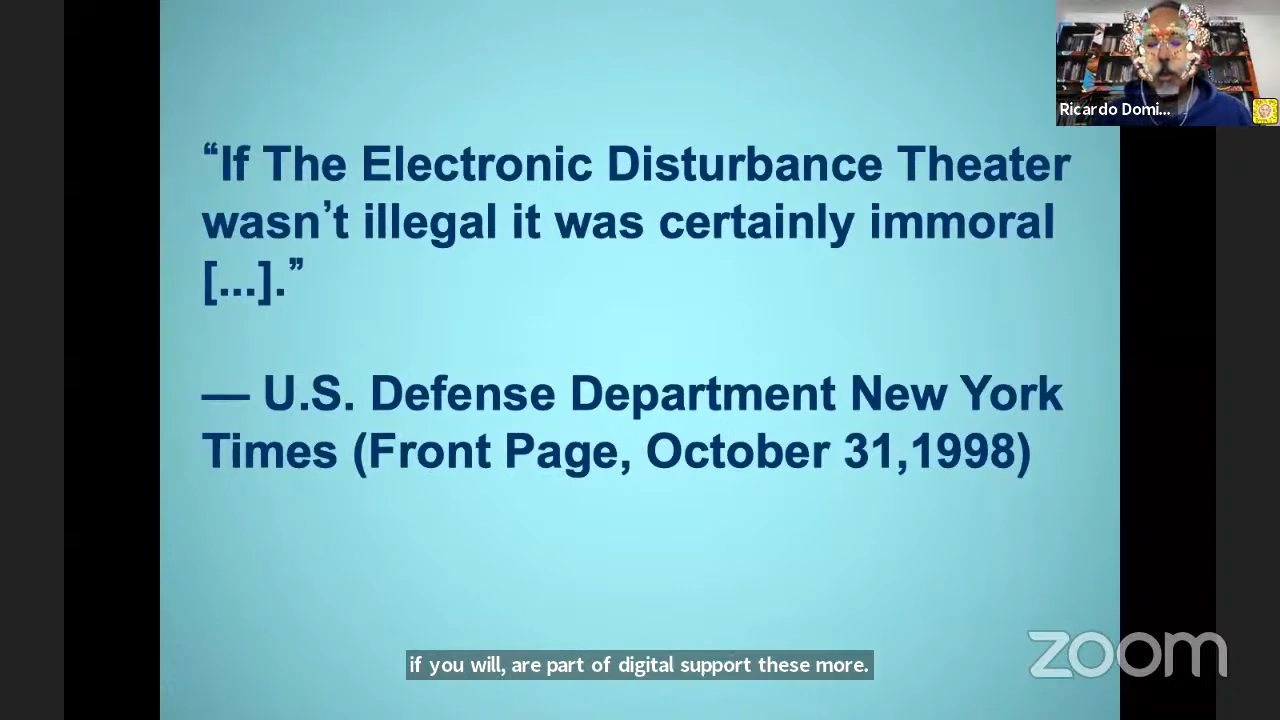 Ricardo Domi...
“If The Electronic Disturbance Theater
wasn’t illegal it was certainly immoral
[...].”
— U.S. Defense Department New York
Times (Front Page, October 31,1998)
if you will, are part of digital support these more.
zoom